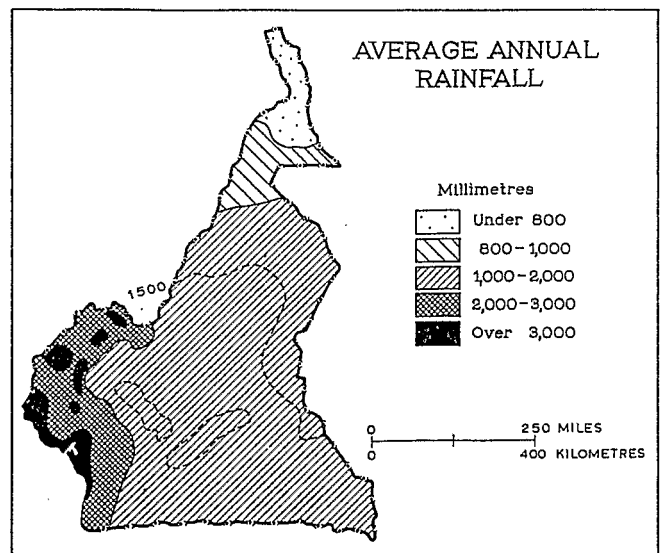 AVERAGE ANNUAL
RAINFALL
Millimetres
Under 800
800-1,000
1,000-2,000
2,000-3,000
Over 3,000
1500
0 250 MILES
0 400 KILOMETRES